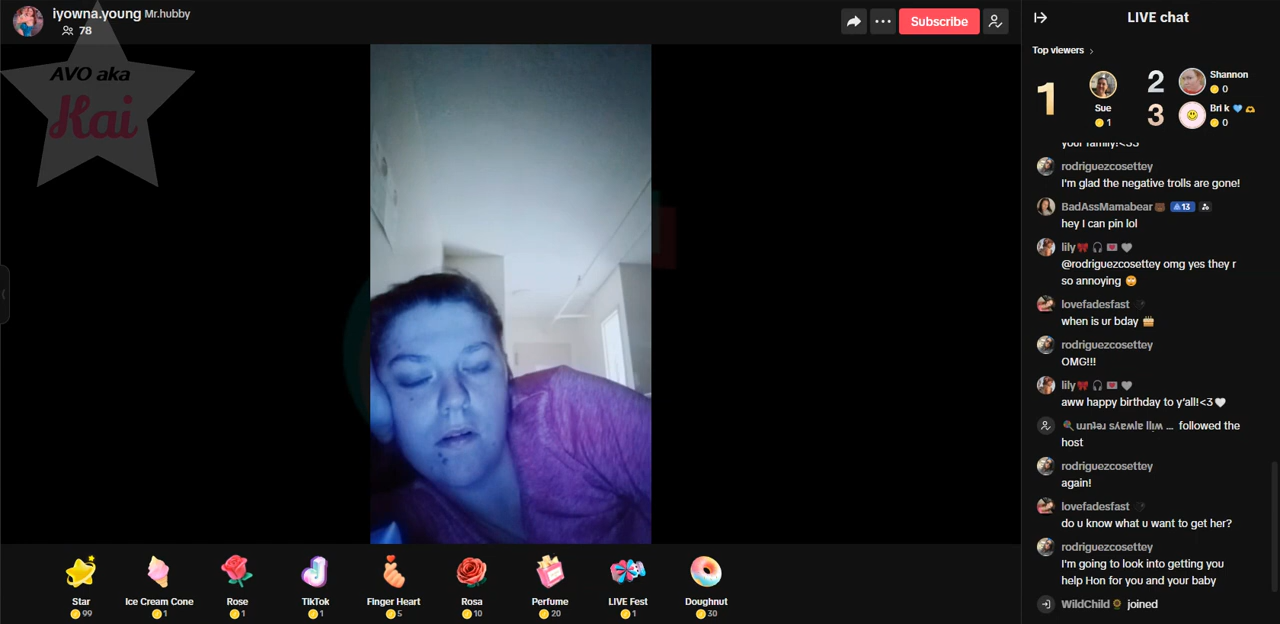 iyowna.young Mr.hubby
78
Subscribe
AVO aka
Kai
LIVE chat
Top viewers
1
Sue
1
2
Shannon
0
3
Bri k
0
your family!<33
rodriguezcosettey
I'm glad the negative trolls are gone!
BadAssMamabear 13
hey I can pin lol
lily
@rodriguezcosettey omg yes they r
so annoying
lovefadesfast
when is ur bday
rodriguezcosettey
OMG!!!
lily
aww happy birthday to y'all!<3
followed the
host
rodriguezcosettey
again!
lovefadesfast
do u know what u want to get her?
rodriguezcosettey
I'm going to look into getting you
help Hon for you and your baby
WildChild joined
Star
99
Ice Cream Cone
1
Rose
1
TikTok
1
Finger Heart
5
Rosa
10
Perfume
20
LIVE Fest
1
Doughnut
30